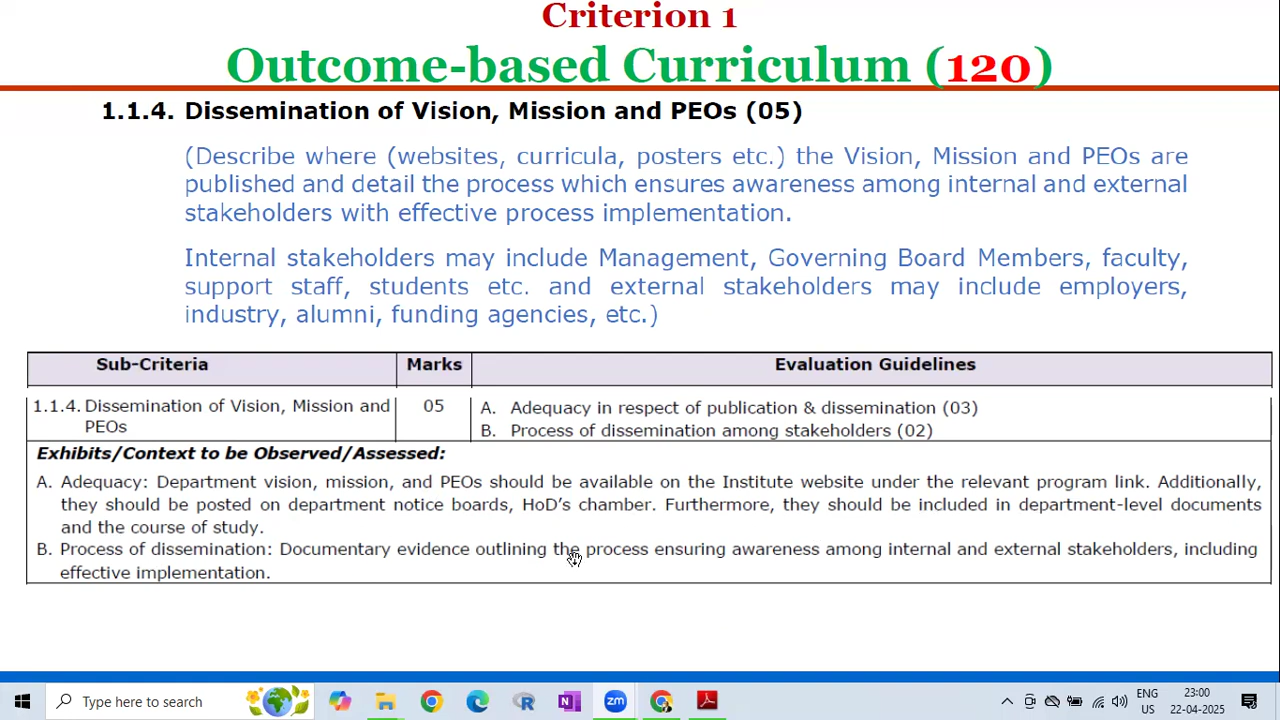 Criterion 1
Outcome-based Curriculum (120)
1.1.4. Dissemination of Vision, Mission and PEOs (05)
(Describe where (websites, curricula, posters etc.) the Vision, Mission and PEOs are
published and detail the process which ensures awareness among internal and external
stakeholders with effective process implementation.
Internal stakeholders may include Management, Governing Board Members, faculty,
support staff, students etc. and external stakeholders may include employers,
industry, alumni, funding agencies, etc.)
Sub-Criteria Marks Evaluation Guidelines
1.1.4. Dissemination of Vision, Mission and PEOs
05
A. Adequacy in respect of publication & dissemination (03)
B. Process of dissemination among stakeholders (02)
Exhibits/Context to be Observed/Assessed:
A. Adequacy: Department vision, mission, and PEOs should be available on the Institute website under the relevant program link. Additionally,
they should be posted on department notice boards, HoD's chamber. Furthermore, they should be included in department-level documents
and the course of study.
B. Process of dissemination: Documentary evidence outlining the process ensuring awareness among internal and external stakeholders, including
effective implementation.
Type here to search
zm
R
N
ENG
US
23:00
22-04-2025